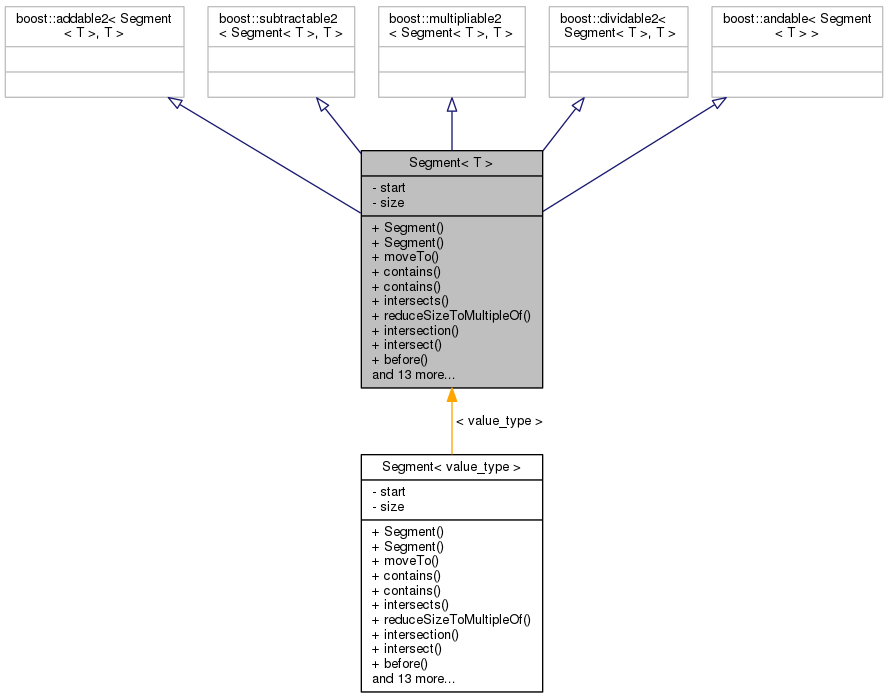 boost::addable2< Segment
< T >, T >
boost::subtractable2
< Segment< T >, T >
boost::multipliable2
< Segment< T >, T >
boost::dividable2<
Segment< T >, T >
boost::andable< Segment
< T > >
Segment< T >
- start
- size
+ Segment()
+ Segment()
+ moveTo()
+ contains()
+ contains()
+ intersects()
+ reduceSizeToMultipleOf()
+ intersection()
+ intersect()
+ before()
and 13 more...
< value_type >
Segment< value_type >
- start
- size
+ Segment()
+ Segment()
+ moveTo()
+ contains()
+ contains()
+ intersects()
+ reduceSizeToMultipleOf()
+ intersection()
+ intersect()
+ before()
and 13 more...